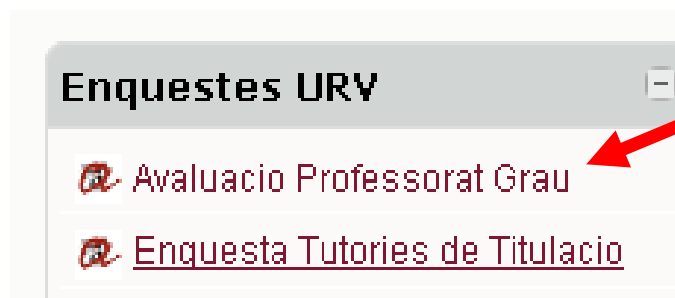 Enquestes URV
Avaluacio Professorat Grau
Enquesta Tutories de Titulacio